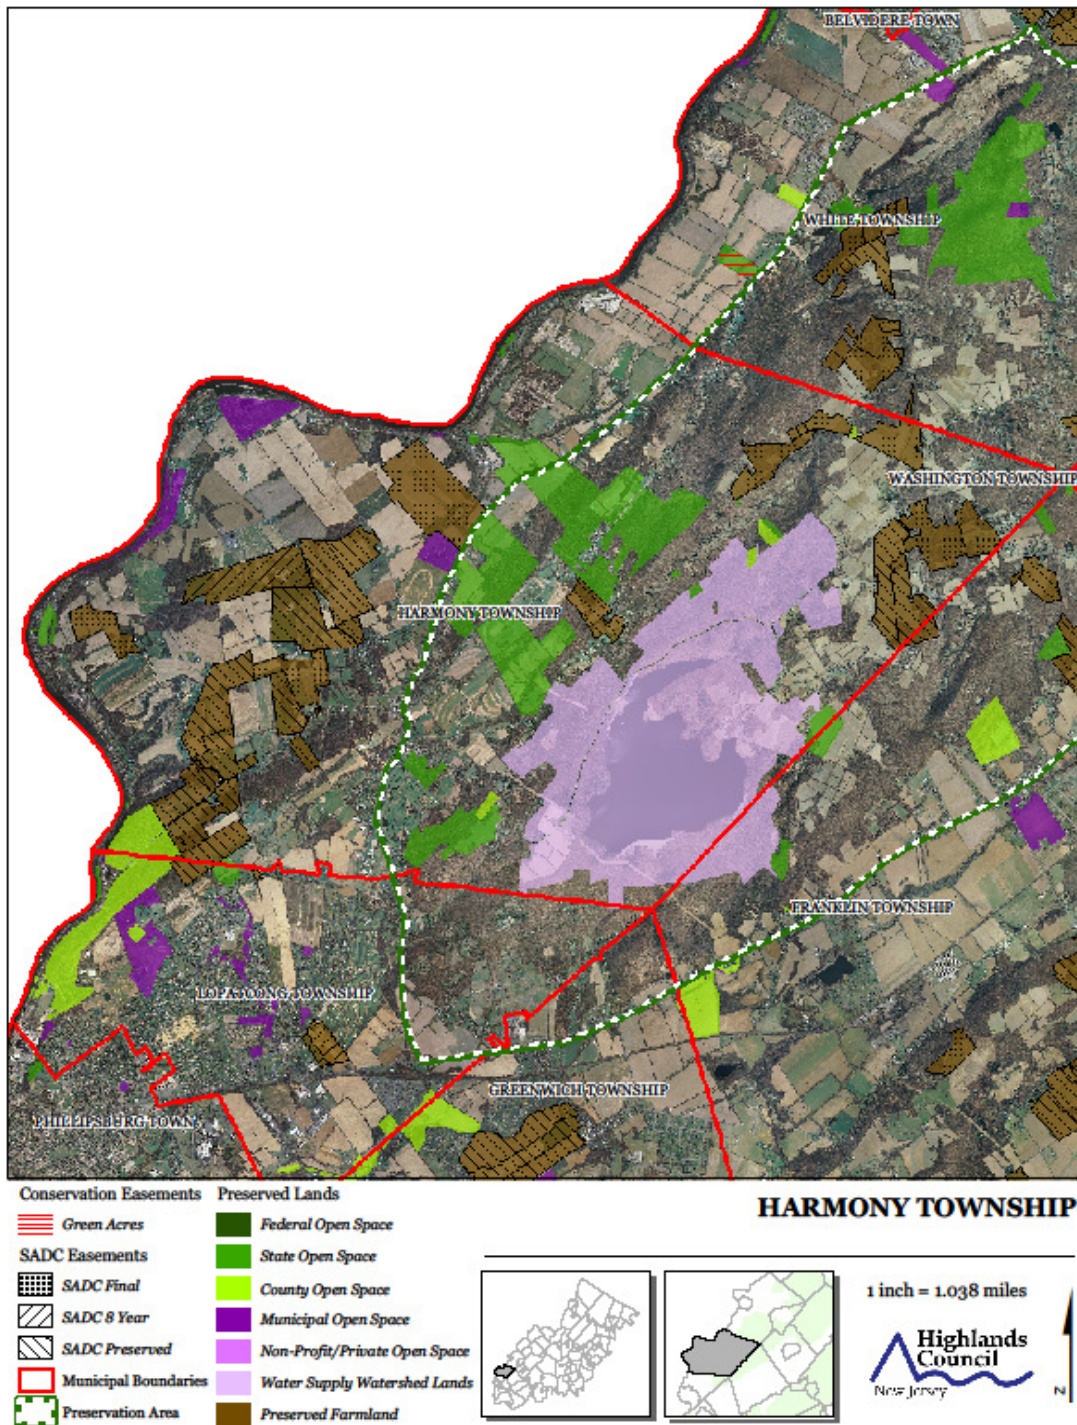 BELVIDERE TOWN
WHITE TOWNSHIP
WASHINGTON TOWNSHIP
HARMONY TOWNSHIP
FRANKLIN TOWNSHIP
LOPATCONG TOWNSHIP
GREENWICH TOWNSHIP
PHILLIPSBURG TOWN
Conservation Easements
Green Acres
SADC Easements
SADC Final
SADC 8 Year
SADC Preserved
Municipal Boundaries
Preservation Area
Preserved Lands
Federal Open Space
State Open Space
County Open Space
Municipal Open Space
Non-Profit/Private Open Space
Water Supply Watershed Lands
Preserved Farmland
HARMONY TOWNSHIP
1 inch = 1.038 miles
Highlands
Council
New Jersey
N